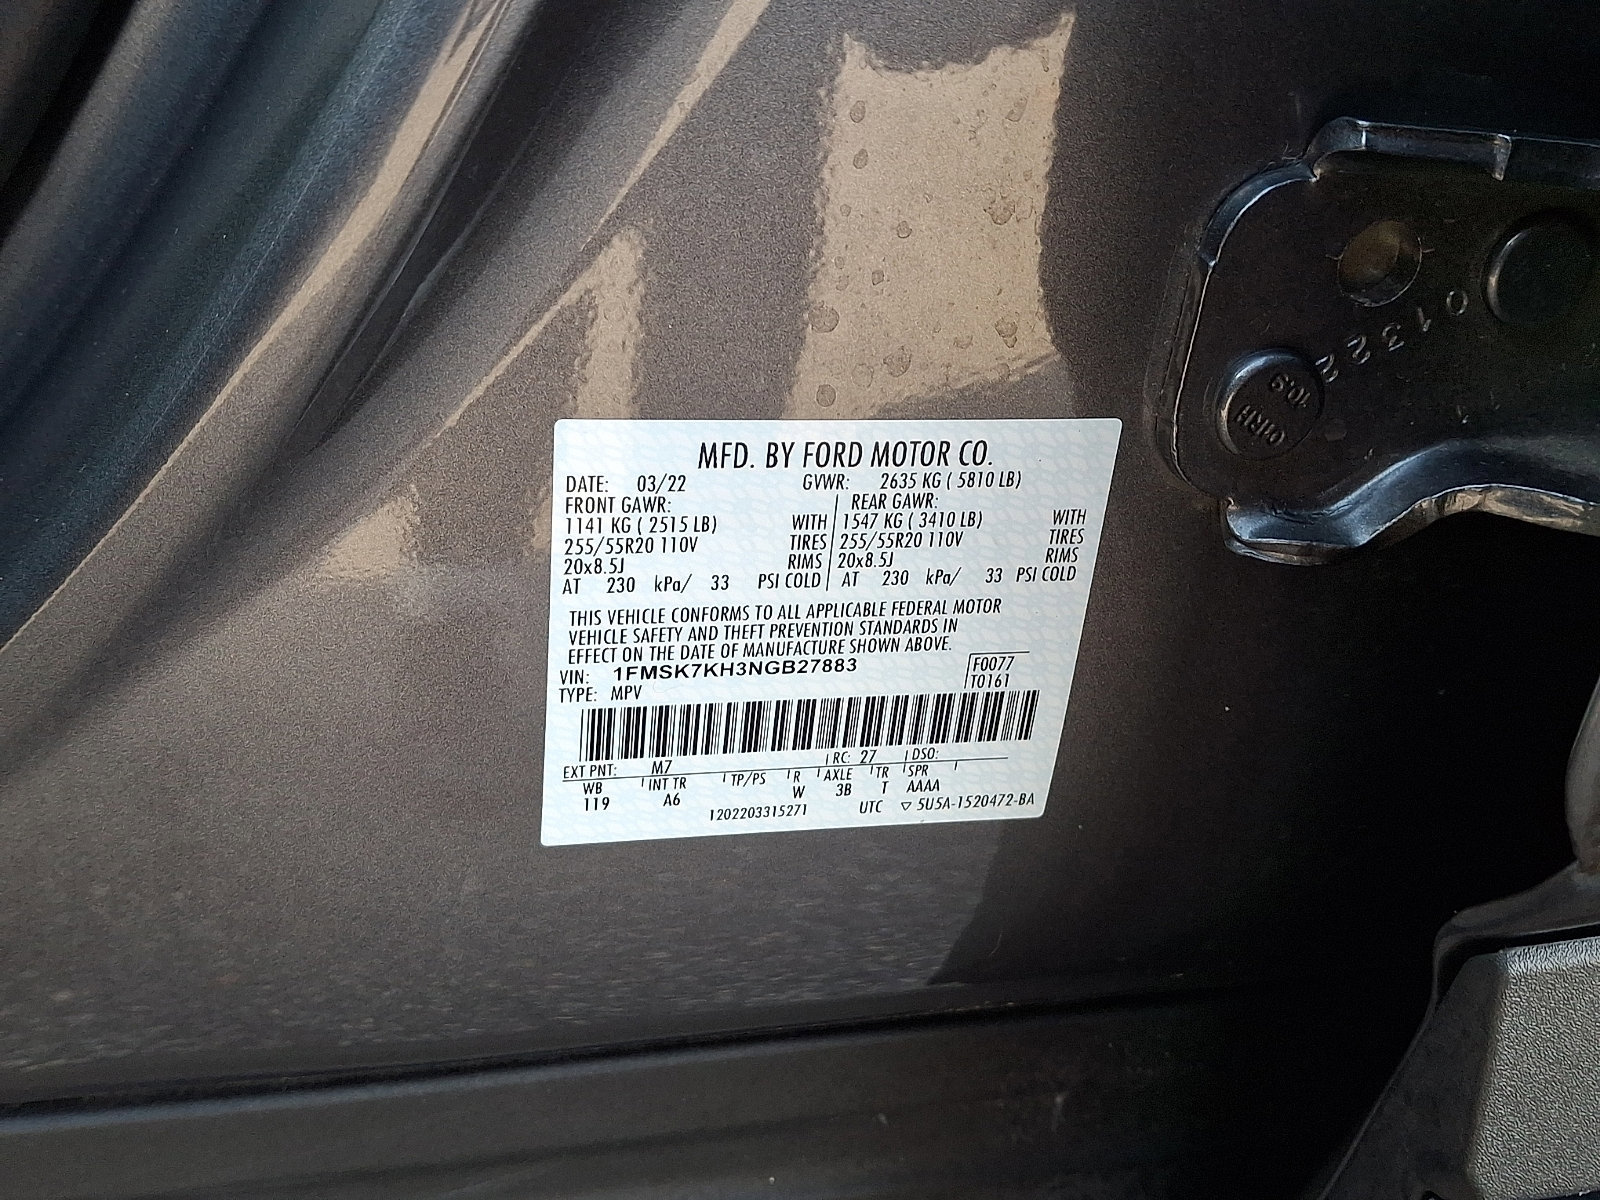 MFD. BY FORD MOTOR CO.
DATE: 03/22 GVWR: 2635 KG ( 5810 LB)
FRONT GAWR: REAR GAWR:
1141 KG ( 2515 LB) WITH 1547 KG ( 3410 LB) WITH
255/55R20 110V TIRES 255/55R20 110V TIRES
20x8.5J RIMS 20x8.5J RIMS
AT 230 kPa/ 33 PSI COLD AT 230 kPa/ 33 PSI COLD
THIS VEHICLE CONFORMS TO ALL APPLICABLE FEDERAL MOTOR
VEHICLE SAFETY AND THEFT PREVENTION STANDARDS IN
EFFECT ON THE DATE OF MANUFACTURE SHOWN ABOVE.
VIN: 1FMSK7KH3NGB27883 F0077
TYPE: MPV T0161
EXT PNT: M7 RC: 27 DSO:
WB INT TR TP/PS R AXLE TR SPR
119 A6 W 3B T AAAA
1202203315271 UTC ▽ 5U5A-1520472-BA
01322
10.9